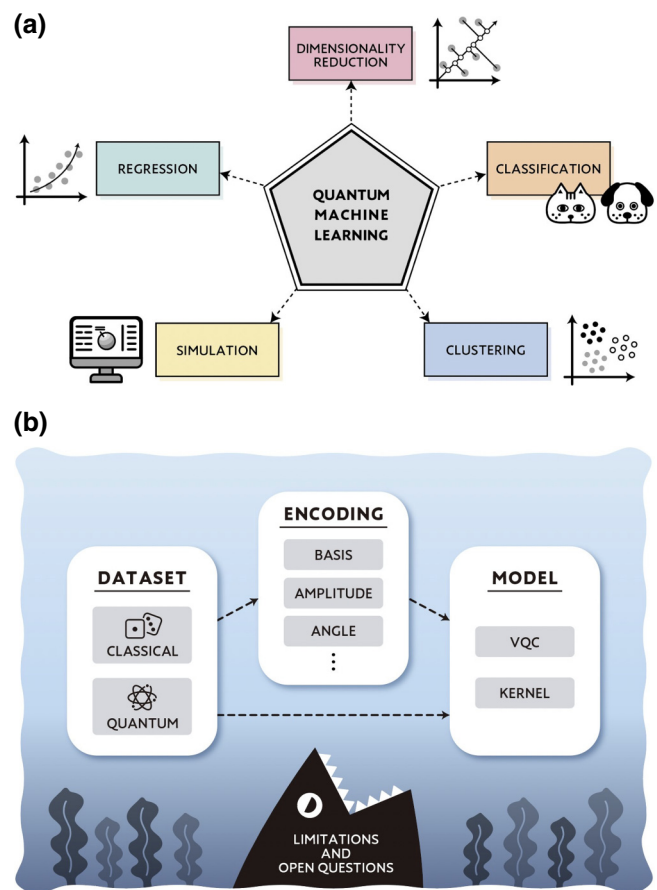 (a)
DIMENSIONALITY
REDUCTION
REGRESSION
CLASSIFICATION
QUANTUM
MACHINE
LEARNING
SIMULATION
CLUSTERING
(b)
ENCODING
BASIS
AMPLITUDE
ANGLE
⋮
DATASET
CLASSICAL
QUANTUM
MODEL
VQC
KERNEL
LIMITATIONS
AND
OPEN QUESTIONS